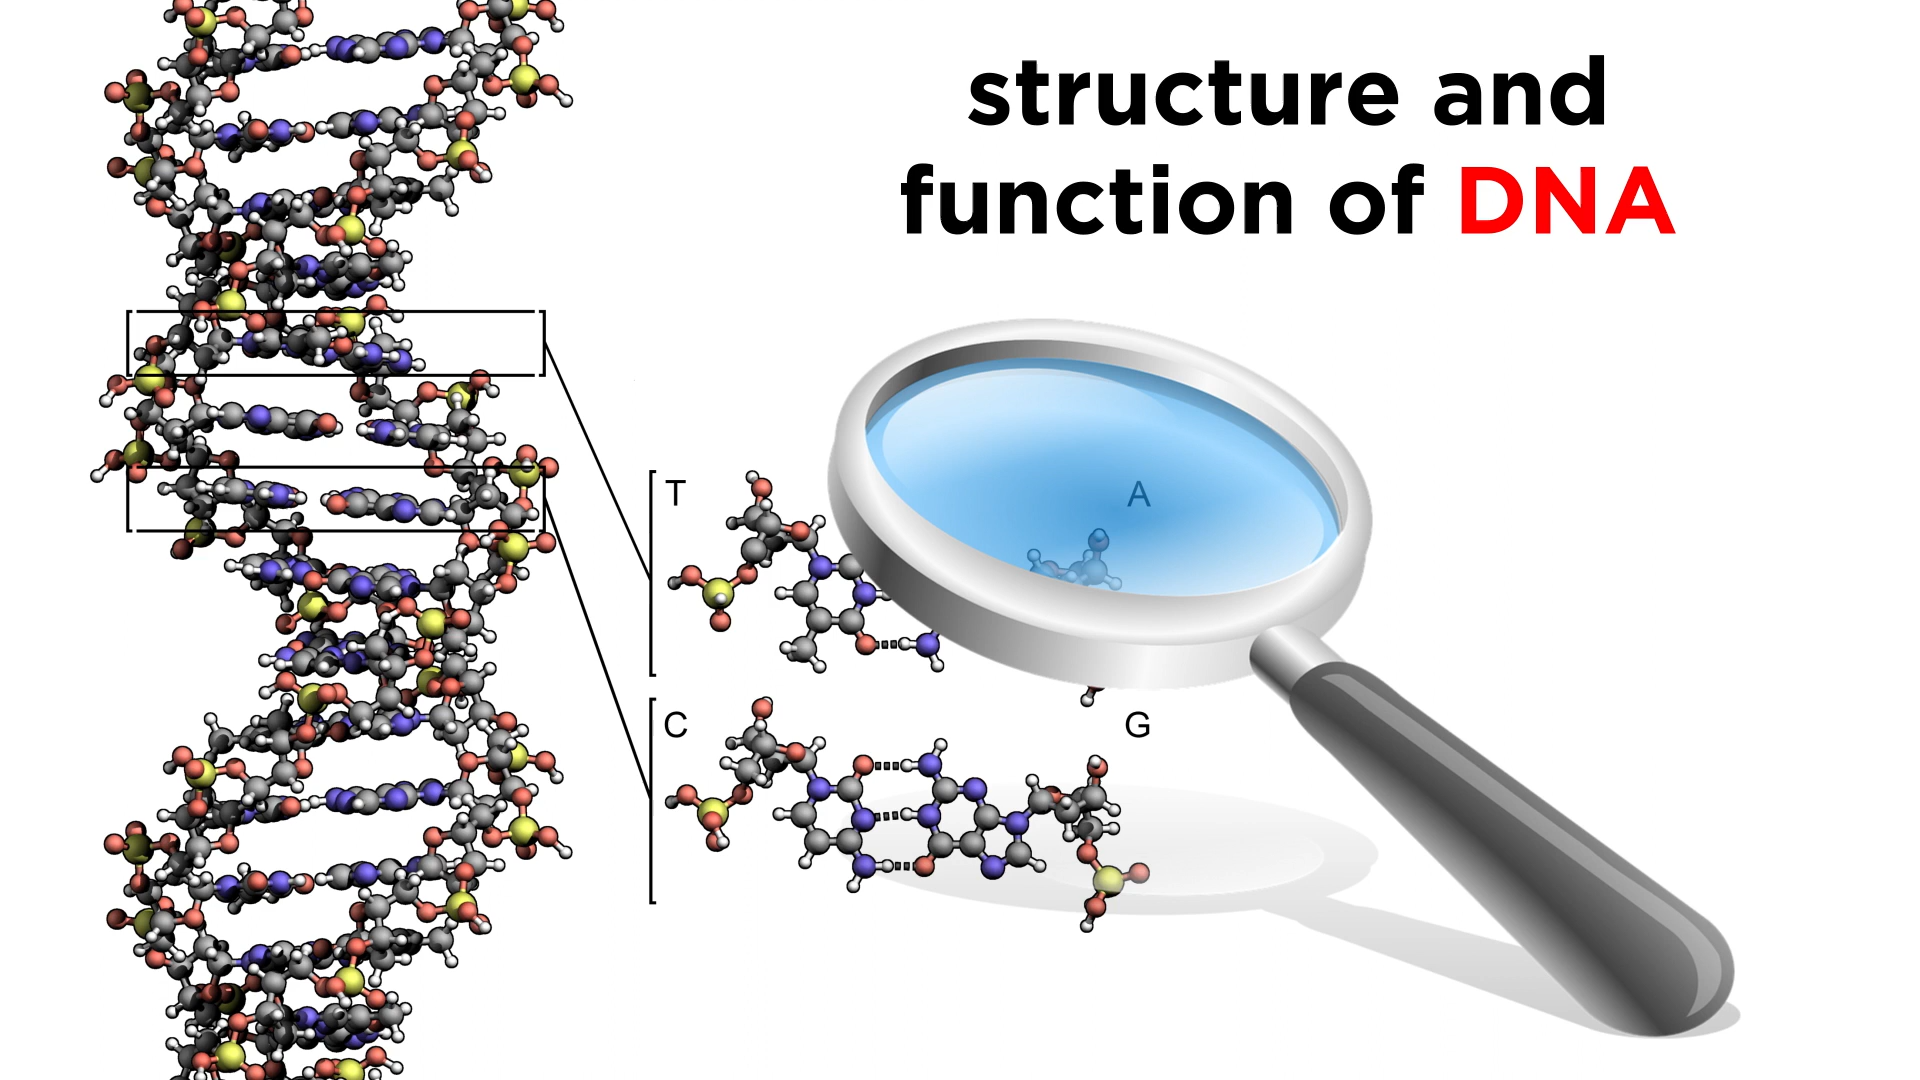 structure and
function of DNA
T
A
C
G